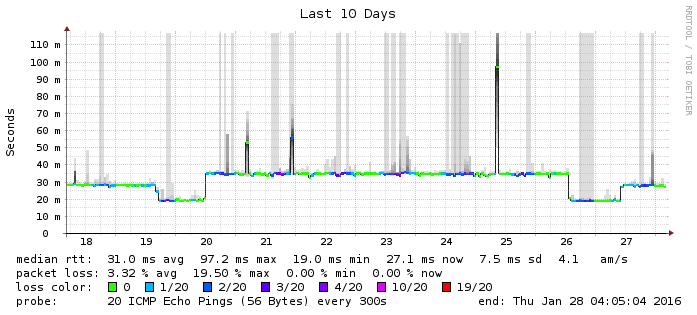 Last 10 Days
RRDTOOL / TOBI OETIKER
Seconds
110 m
100 m
90 m
80 m
70 m
60 m
50 m
40 m
30 m
20 m
10 m
0
18 19 20 21 22 23 24 25 26 27
median rtt: 31.0 ms avg 97.2 ms max 19.0 ms min 27.1 ms now 7.5 ms sd 4.1 am/s
packet loss: 3.32 % avg 19.50 % max 0.00 % min 0.00 % now
loss color: 0 1/20 2/20 3/20 4/20 10/20 19/20
probe: 20 ICMP Echo Pings (56 Bytes) every 300s end: Thu Jan 28 04:05:04 2016